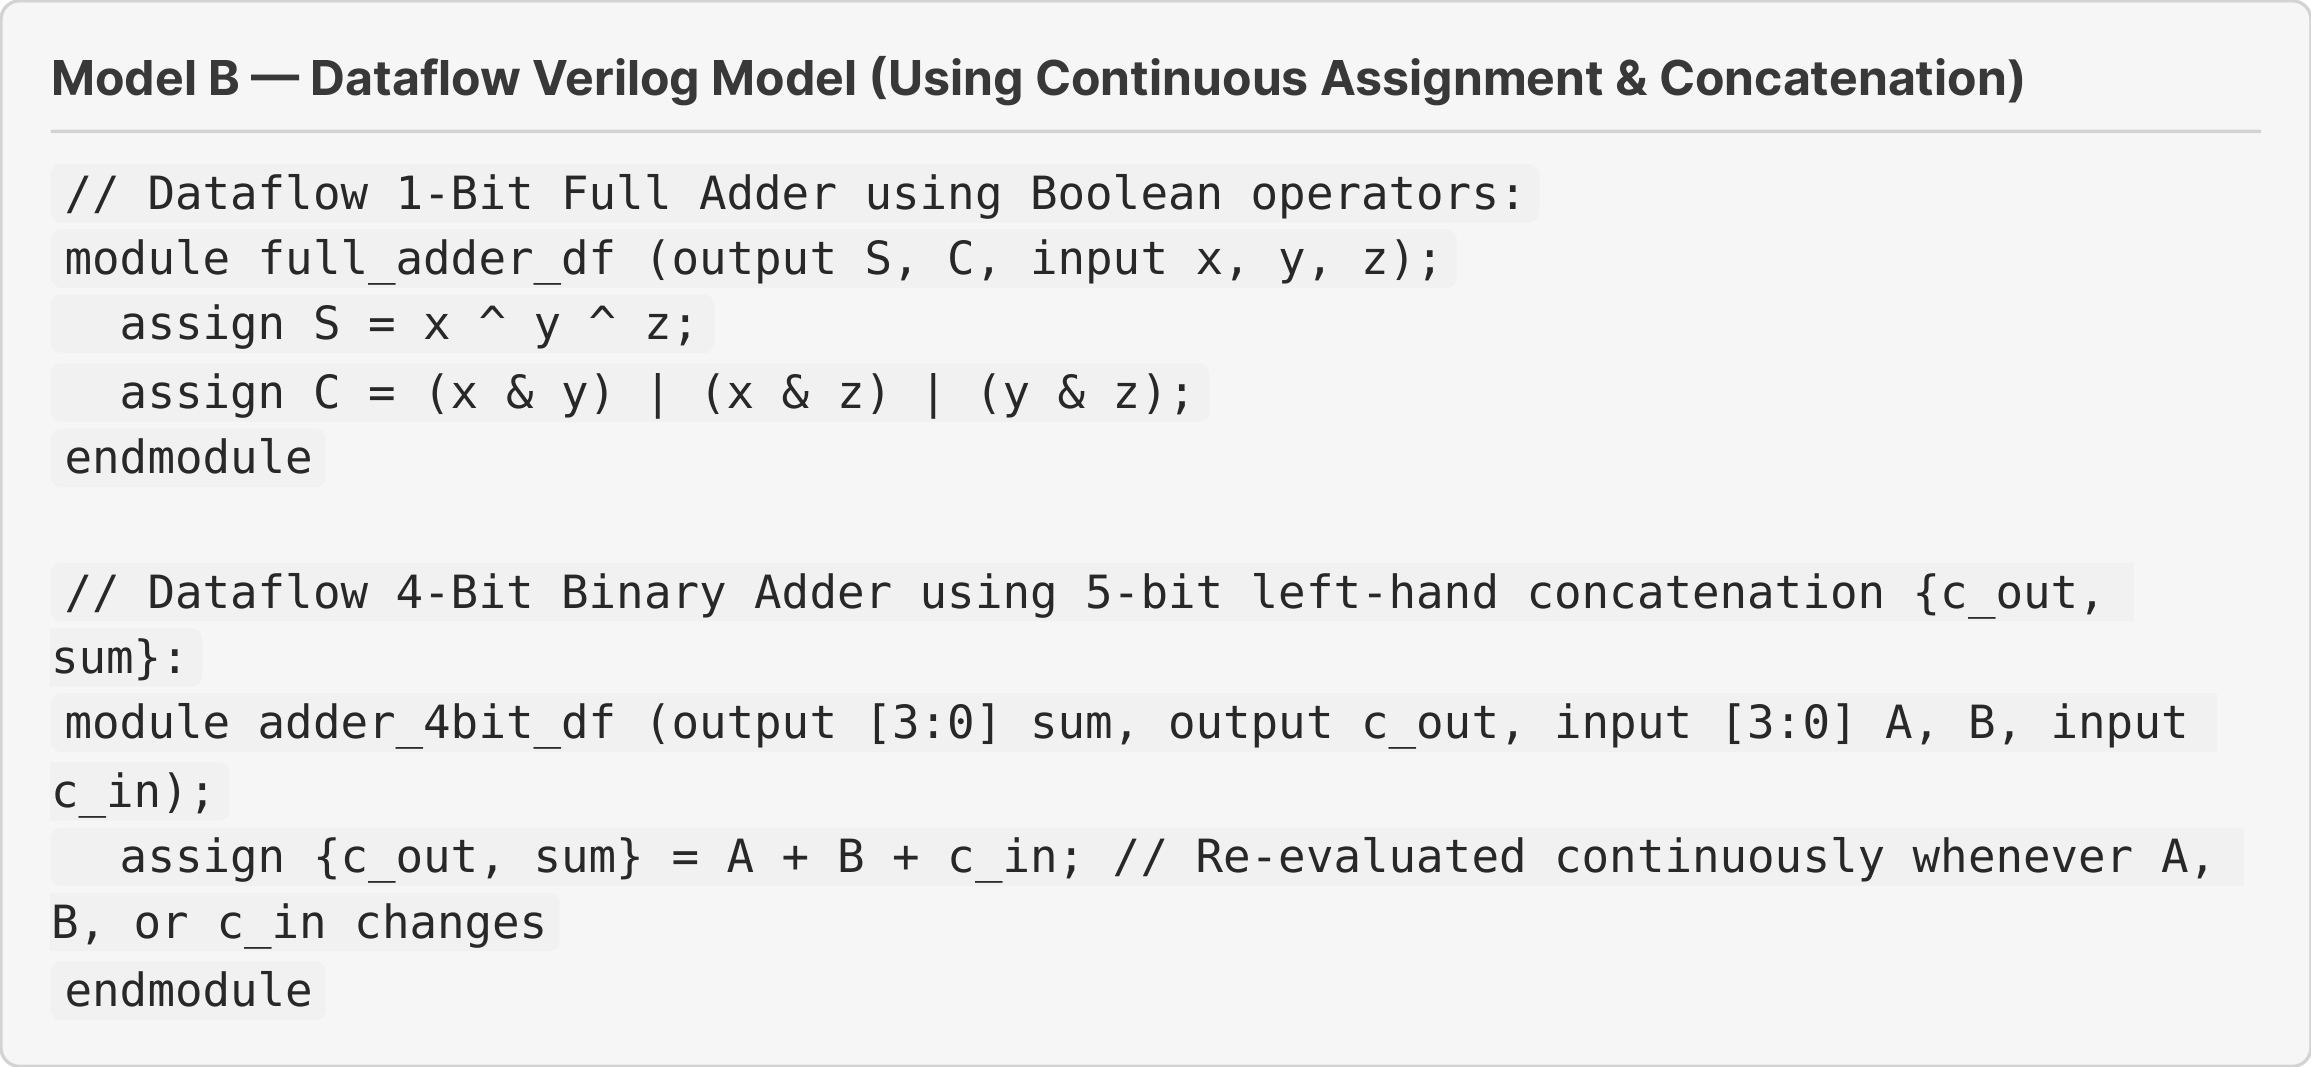 Model B — Dataflow Verilog Model (Using Continuous Assignment & Concatenation)
// Dataflow 1-Bit Full Adder using Boolean operators:
module full_adder_df (output S, C, input x, y, z);
  assign S = x ^ y ^ z;
  assign C = (x & y) | (x & z) | (y & z);
endmodule
// Dataflow 4-Bit Binary Adder using 5-bit left-hand concatenation {c_out,
sum}:
module adder_4bit_df (output [3:0] sum, output c_out, input [3:0] A, B, input
c_in);
  assign {c_out, sum} = A + B + c_in; // Re-evaluated continuously whenever A,
B, or c_in changes
endmodule